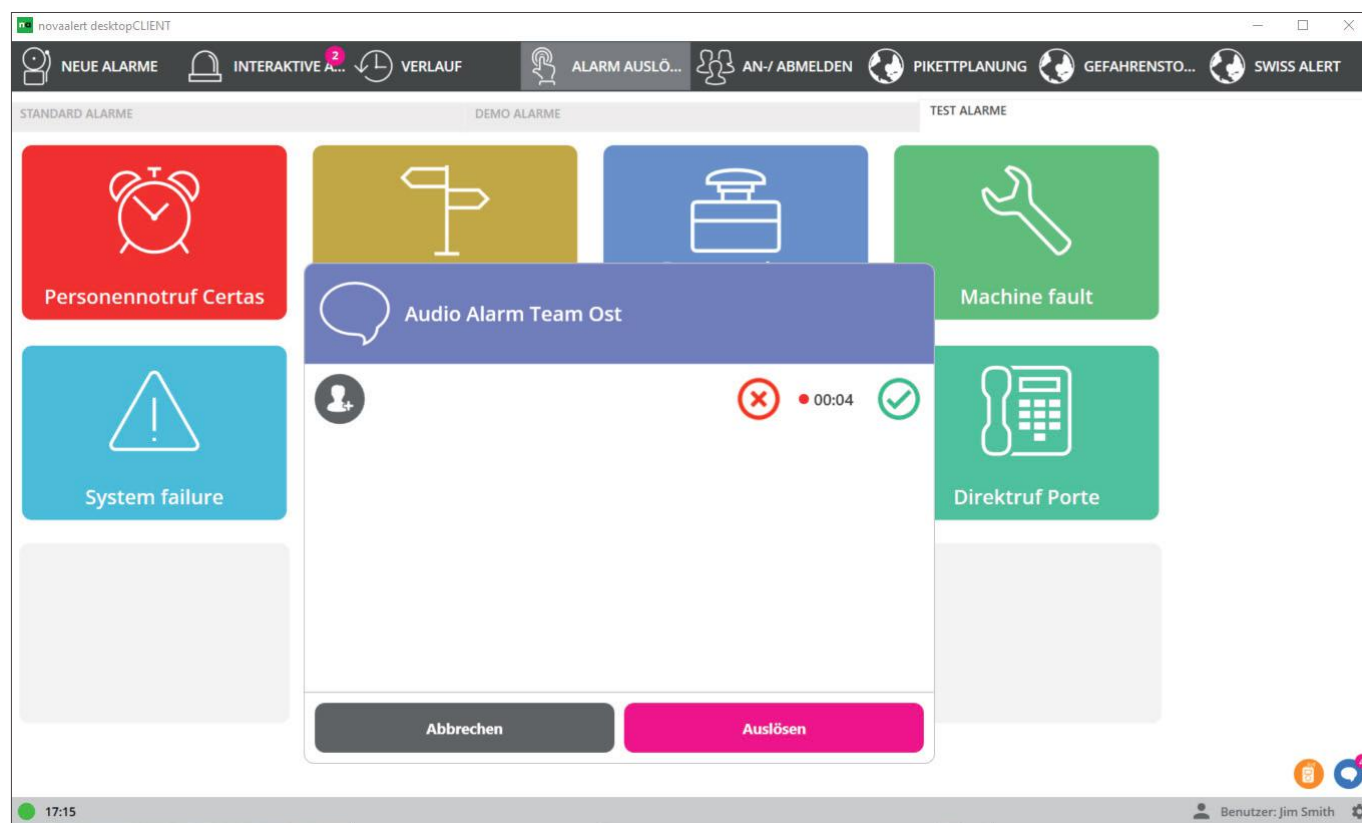 novaalert desktopCLIENT
NEUE ALARME
INTERAKTIVE A...
2
VERLAUF
ALARM AUSLÖ...
AN-/ ABMELDEN
PIKETTPLANUNG
GEFAHRENSTO...
SWISS ALERT
STANDARD ALARME
DEMO ALARME
TEST ALARME
Personennotruf Certas
Machine fault
Audio Alarm Team Ost
00:04
System failure
Direktruf Porte
Abbrechen
Auslösen
17:15
Benutzer: Jim Smith